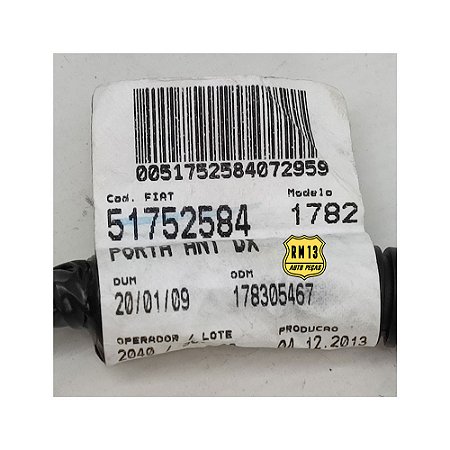 0051752584072959
Cod. FIAT Modelo
51752584 1782
PORTA ANT DX
RM 13
AUTO PEÇAS
DUM ODM
20/01/09 178305467
OPERADOR / LOTE PRODUCAO
2040 / 04.12.2013